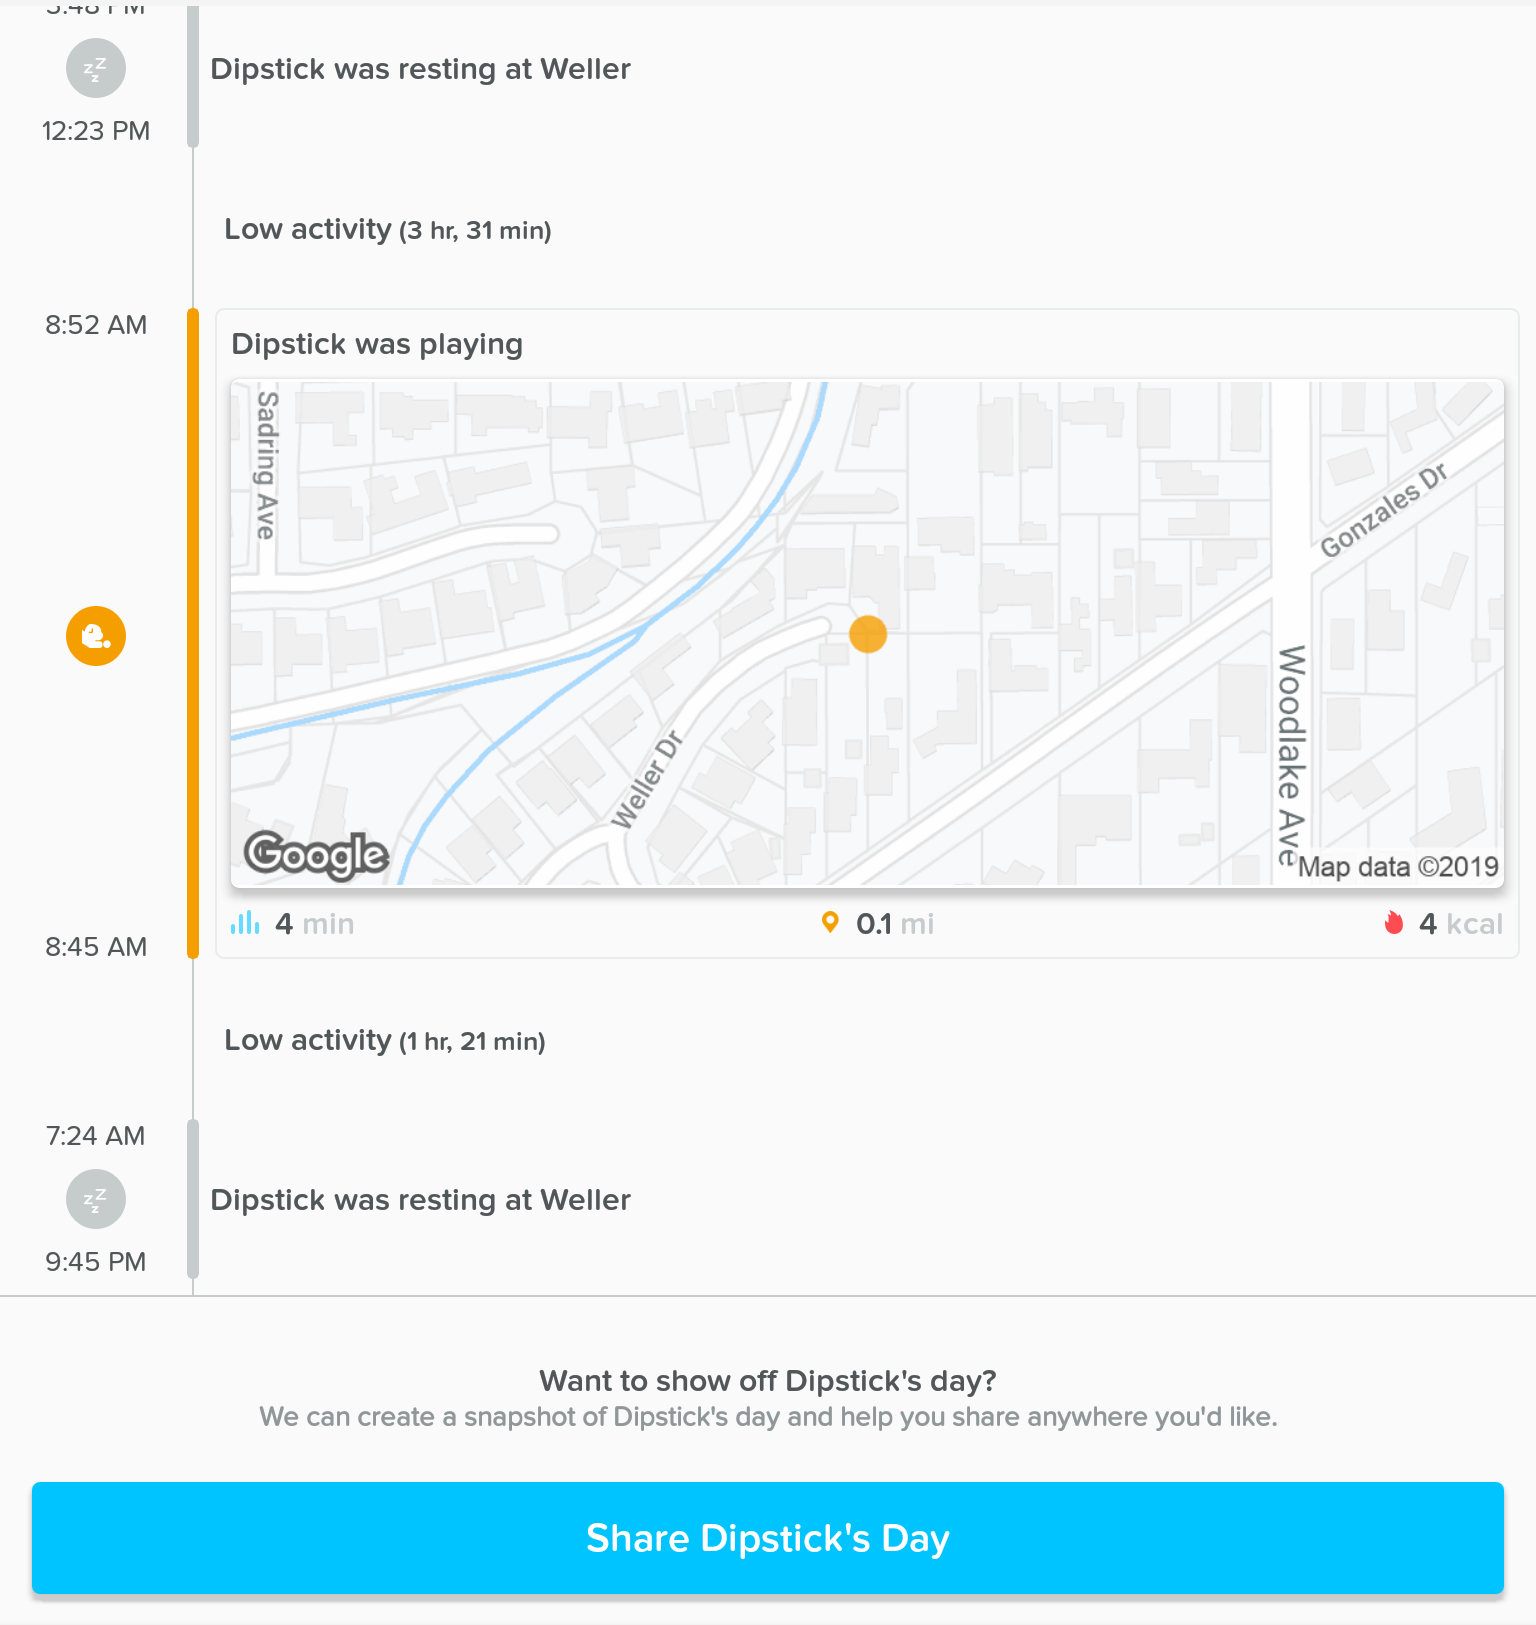 3:48 PM
Dipstick was resting at Weller
12:23 PM
Low activity (3 hr, 31 min)
8:52 AM
Dipstick was playing
Sadring Ave
Gonzales Dr
Weller Dr
Woodlake Ave
Google
Map data ©2019
4 min
0.1 mi
4 kcal
8:45 AM
Low activity (1 hr, 21 min)
7:24 AM
Dipstick was resting at Weller
9:45 PM
Want to show off Dipstick's day?
We can create a snapshot of Dipstick's day and help you share anywhere you'd like.
Share Dipstick's Day